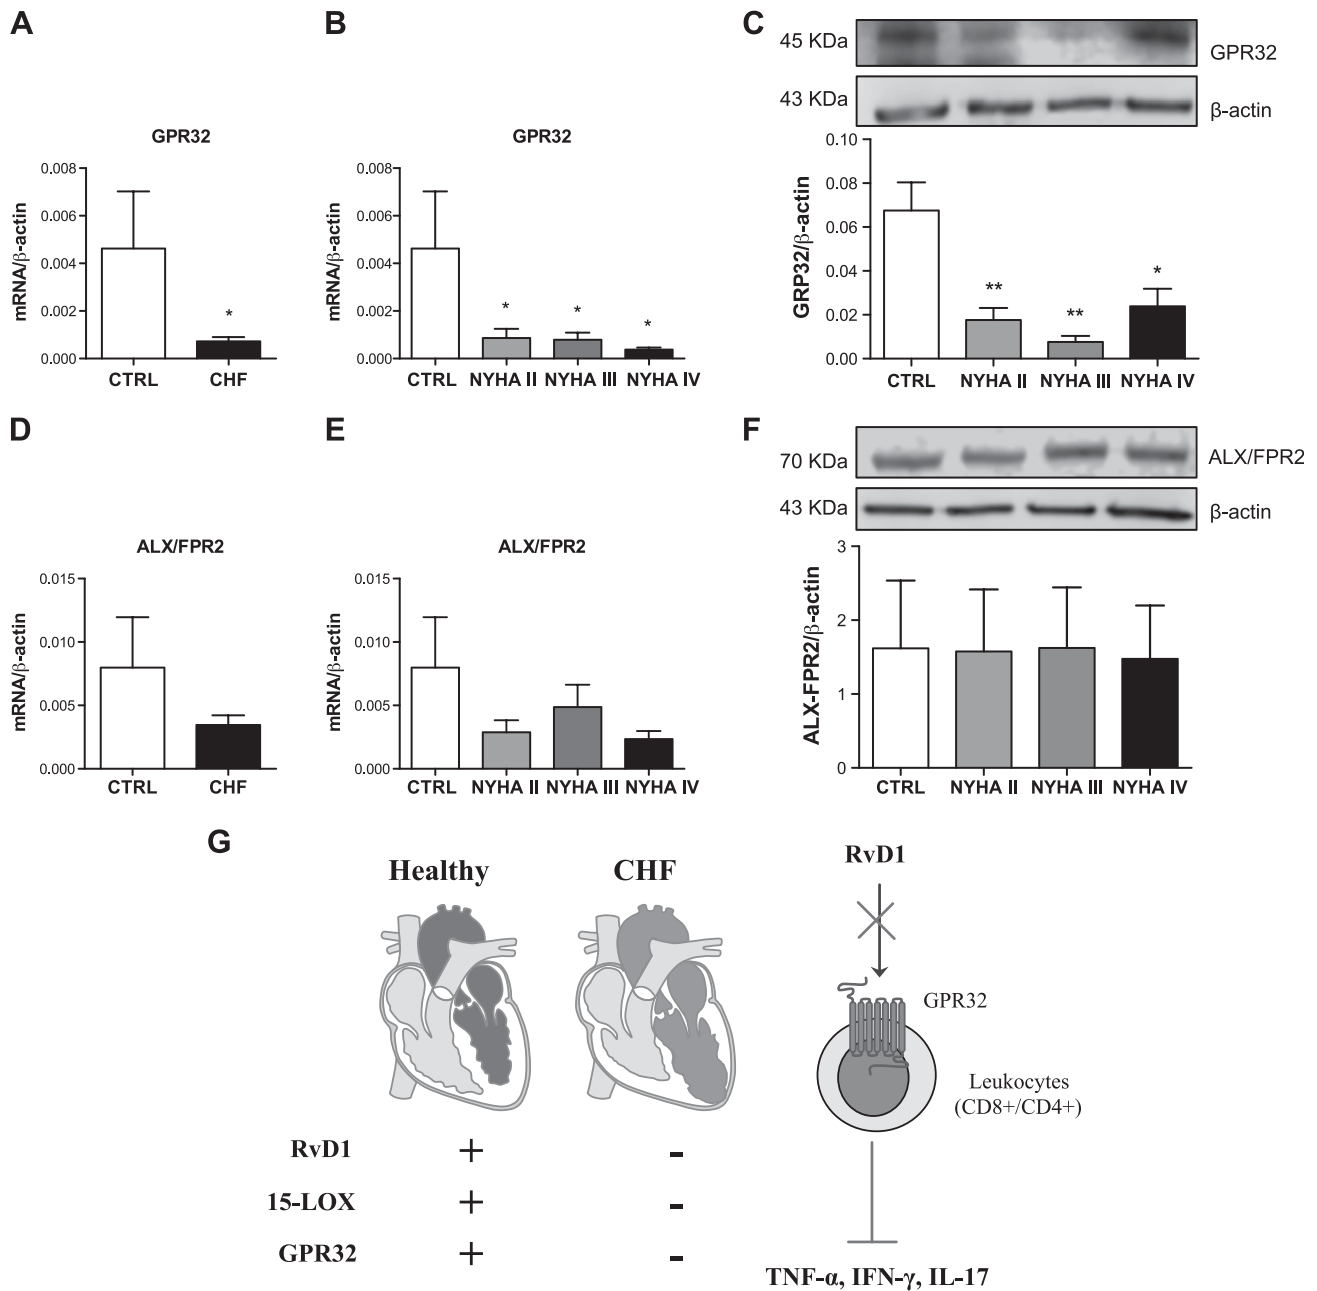 A
GPR32
mRNA/β-actin
0.008
0.006
0.004
0.002
0.000
*
CTRL CHF
B
GPR32
mRNA/β-actin
0.008
0.006
0.004
0.002
0.000
* * *
CTRL NYHA II NYHA III NYHA IV
C
45 KDa GPR32
43 KDa β-actin
GRP32/β-actin
0.10
0.08
0.06
0.04
0.02
0.00
** ** *
CTRL NYHA II NYHA III NYHA IV
D
ALX/FPR2
mRNA/β-actin
0.015
0.010
0.005
0.000
CTRL CHF
E
ALX/FPR2
mRNA/β-actin
0.015
0.010
0.005
0.000
CTRL NYHA II NYHA III NYHA IV
F
70 KDa ALX/FPR2
43 KDa β-actin
ALX-FPR2/β-actin
3
2
1
0
CTRL NYHA II NYHA III NYHA IV
G
Healthy CHF
RvD1 + -
15-LOX + -
GPR32 + -
RvD1
GPR32
Leukocytes
(CD8+/CD4+)
TNF-α, IFN-γ, IL-17